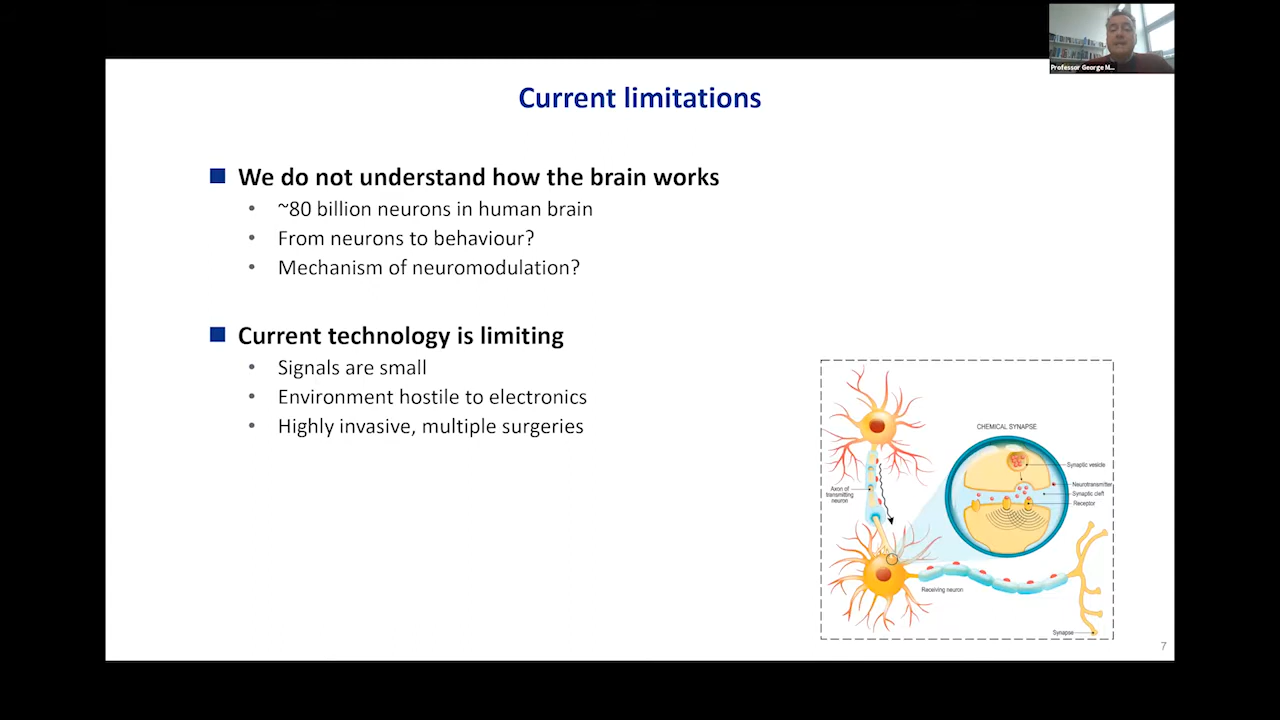 Professor George M...
Current limitations
We do not understand how the brain works
• ~80 billion neurons in human brain
• From neurons to behaviour?
• Mechanism of neuromodulation?
Current technology is limiting
• Signals are small
• Environment hostile to electronics
• Highly invasive, multiple surgeries
CHEMICAL SYNAPSE
Synaptic vesicle
Neurotransmitter
Synaptic cleft
Receptor
Axon of
transmitting
neuron
Receiving neuron
Synapse
7